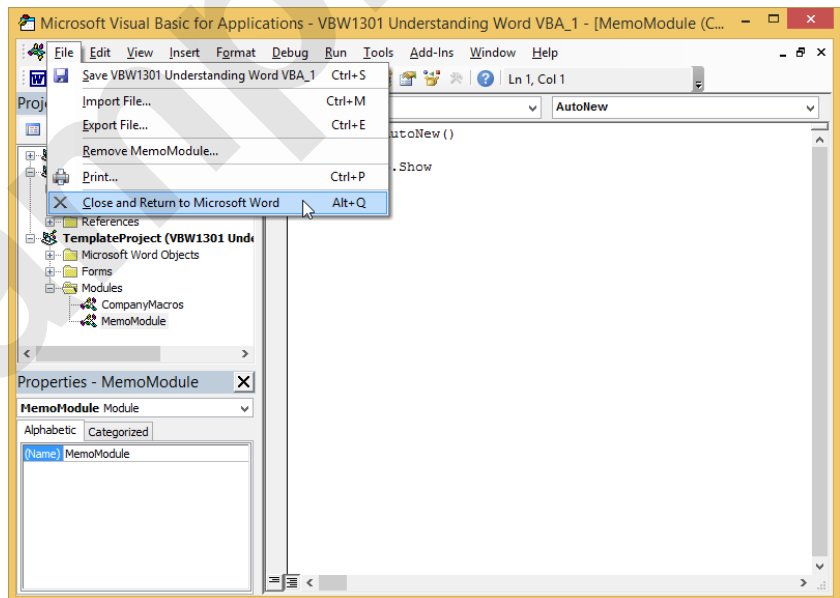 Microsoft Visual Basic for Applications - VBW1301 Understanding Word VBA_1 - [MemoModule (C...
File Edit View Insert Format Debug Run Tools Add-Ins Window Help
Save VBW1301 Understanding Word VBA_1 Ctrl+S
Ln 1, Col 1
Import File... Ctrl+M
AutoNew
Export File... Ctrl+E
utoNew()
Remove MemoModule...
.Show
Print... Ctrl+P
Close and Return to Microsoft Word Alt+Q
References
TemplateProject (VBW1301 Unde
Microsoft Word Objects
Forms
Modules
CompanyMacros
MemoModule
Properties - MemoModule
MemoModule Module
Alphabetic Categorized
(Name) MemoModule